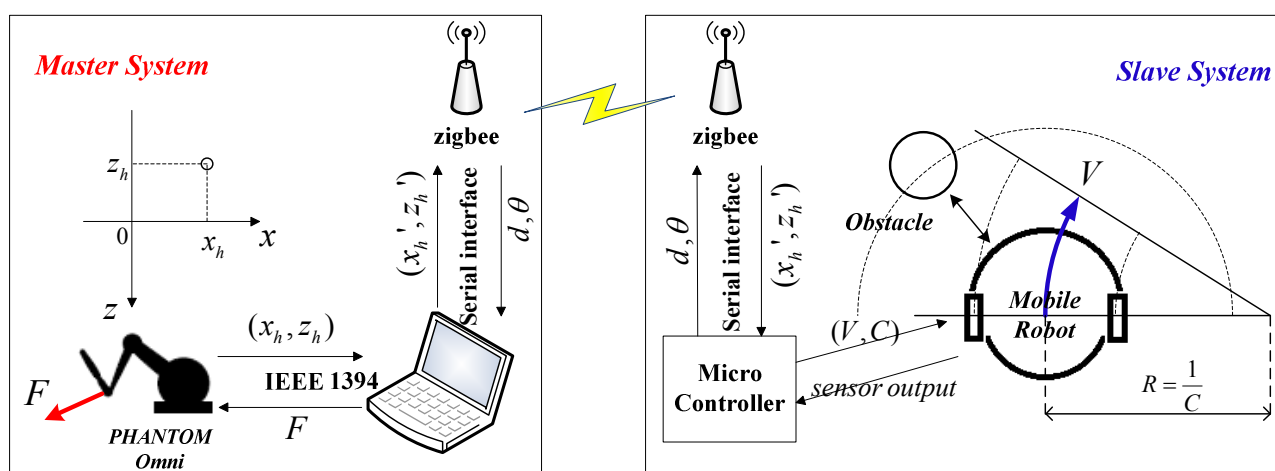 Master System
z_h
0
x_h
x
z
(x_h, z_h)
IEEE 1394
F
F
PHANTOM
Omni
zigbee
(x_h', z_h')
Serial interface
d, θ
Slave System
zigbee
d, θ
Serial interface
(x_h', z_h')
Micro
Controller
(V, C)
sensor output
Obstacle
V
Mobile
Robot
R = 1/C